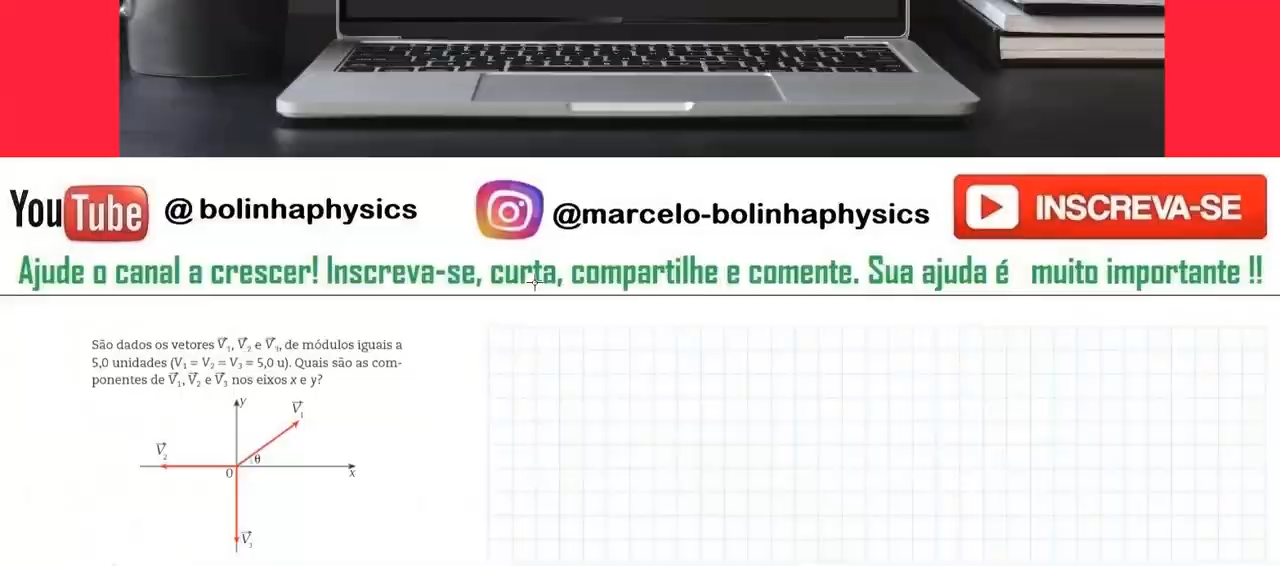 YouTube @bolinhaphysics @marcelo-bolinhaphysics INSCREVA-SE
Ajude o canal a crescer! Inscreva-se, curta, compartilhe e comente. Sua ajuda é muito importante !!
São dados os vetores V⃗₁, V⃗₂ e V⃗₃, de módulos iguais a
5,0 unidades (V₁ = V₂ = V₃ = 5,0 u). Quais são as com-
ponentes de V⃗₁, V⃗₂ e V⃗₃ nos eixos x e y?
y
V⃗₁
V⃗₂
θ
0
x
V⃗₃